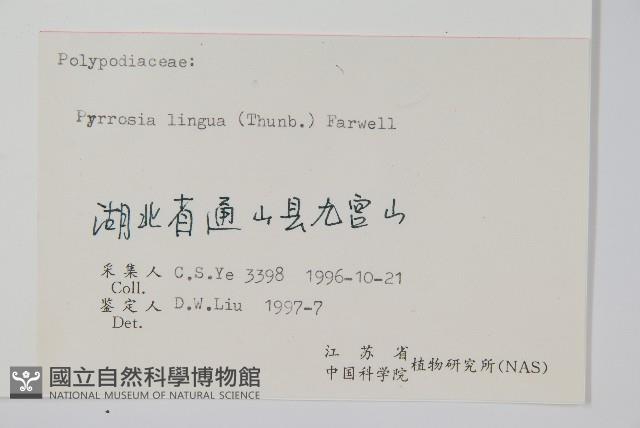 Polypodiaceae:
Pyrrosia lingua (Thunb.) Farwell
湖北省通山县九宫山
采集人 C.S.Ye 3398 1996-10-21
Coll.
鉴定人 D.W.Liu 1997-7
Det.
江苏省
中国科学院 植物研究所(NAS)
國立自然科學博物館
NATIONAL MUSEUM OF NATURAL SCIENCE